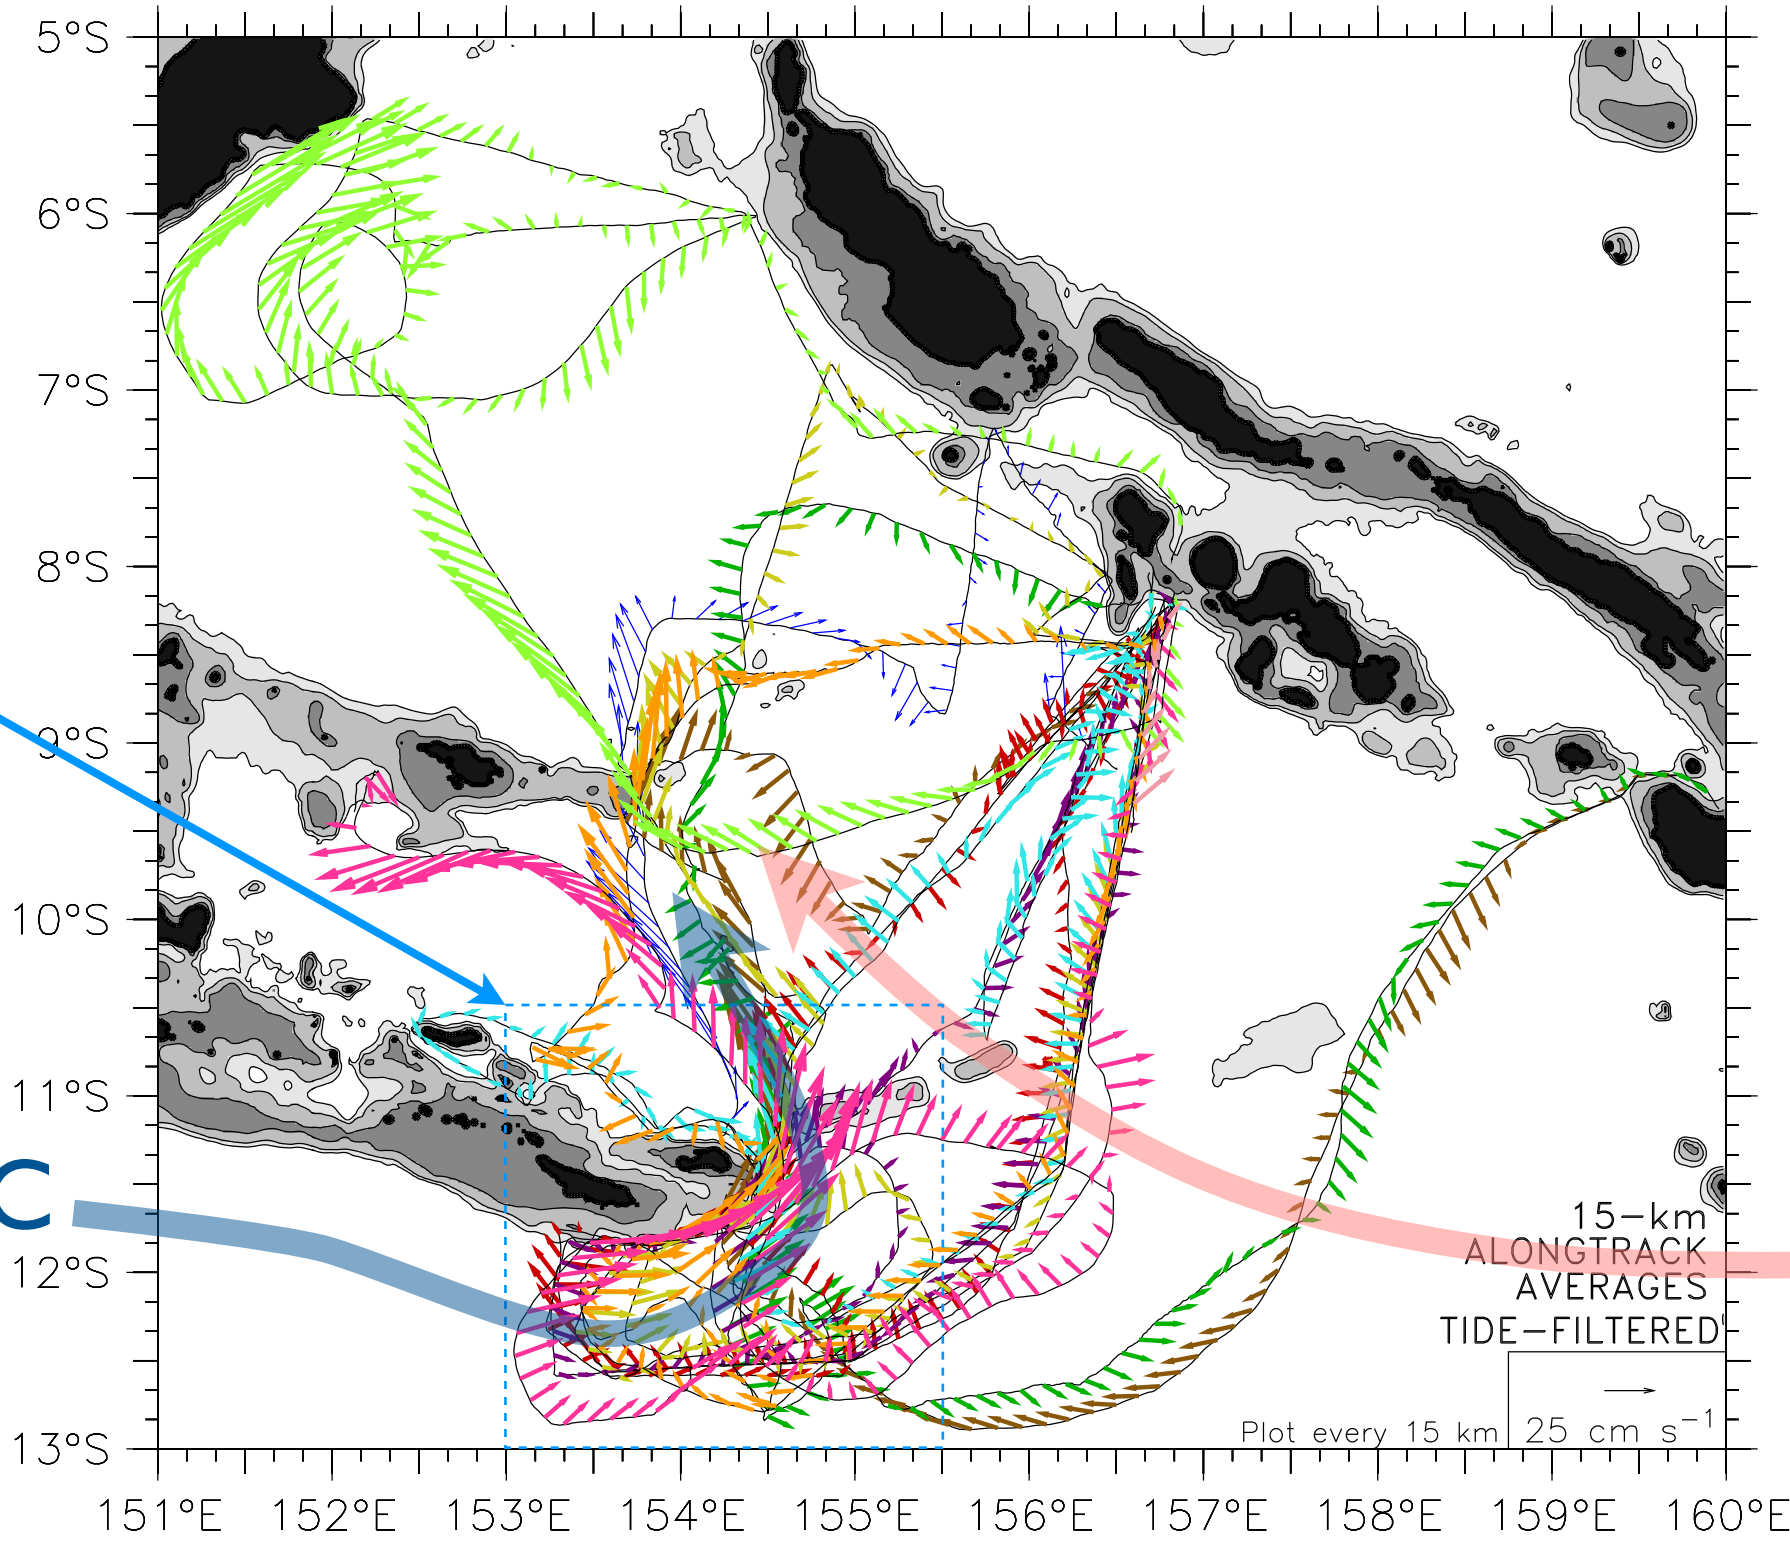 5°S
6°S
7°S
8°S
9°S
10°S
11°S
12°S
13°S
C
15-km
ALONGTRACK
AVERAGES
TIDE-FILTERED
Plot every 15 km
25 cm s⁻¹
151°E 152°E 153°E 154°E 155°E 156°E 157°E 158°E 159°E 160°E